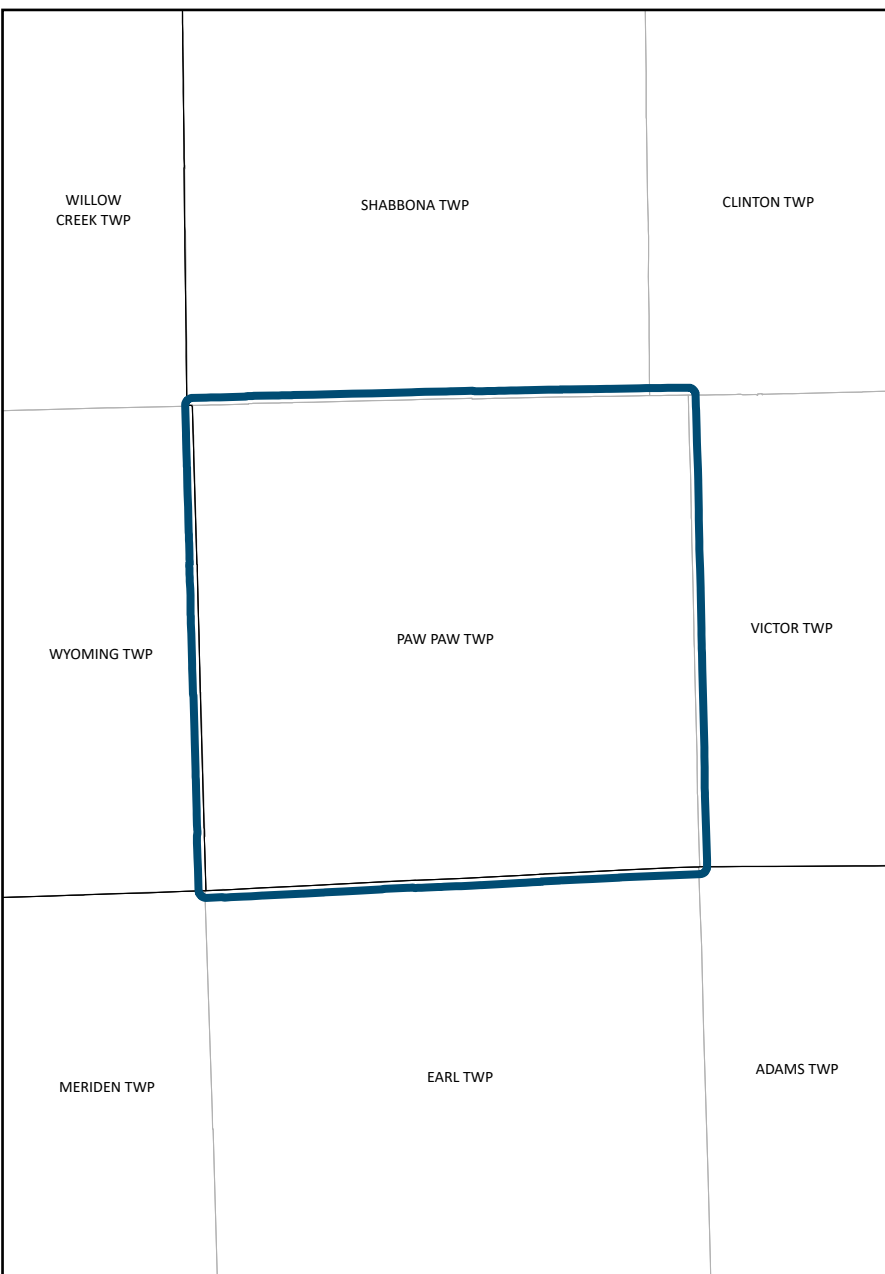 WILLOW
CREEK TWP
SHABBONA TWP
CLINTON TWP
WYOMING TWP
PAW PAW TWP
VICTOR TWP
MERIDEN TWP
EARL TWP
ADAMS TWP